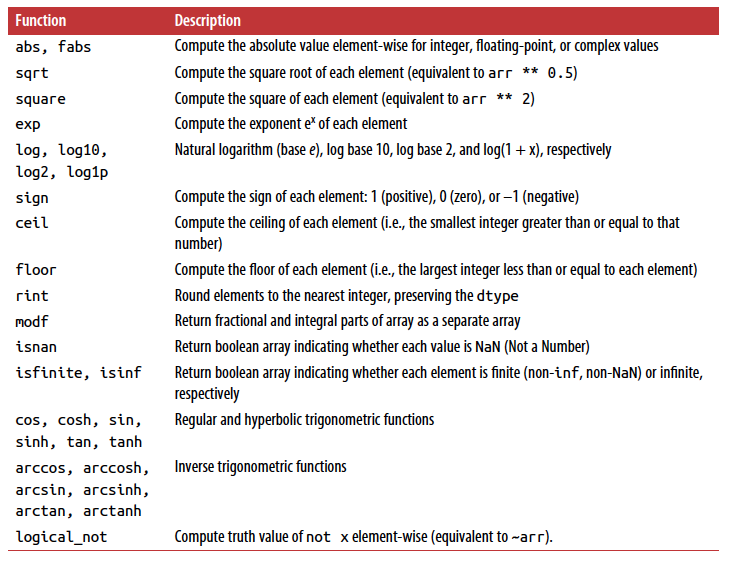 Function Description
abs, fabs Compute the absolute value element-wise for integer, floating-point, or complex values
sqrt Compute the square root of each element (equivalent to arr ** 0.5)
square Compute the square of each element (equivalent to arr ** 2)
exp Compute the exponent eˣ of each element
log, log10, Natural logarithm (base e), log base 10, log base 2, and log(1 + x), respectively
log2, log1p
sign Compute the sign of each element: 1 (positive), 0 (zero), or –1 (negative)
ceil Compute the ceiling of each element (i.e., the smallest integer greater than or equal to that
number)
floor Compute the floor of each element (i.e., the largest integer less than or equal to each element)
rint Round elements to the nearest integer, preserving the dtype
modf Return fractional and integral parts of array as a separate array
isnan Return boolean array indicating whether each value is NaN (Not a Number)
isfinite, isinf Return boolean array indicating whether each element is finite (non-inf, non-NaN) or infinite,
respectively
cos, cosh, sin, Regular and hyperbolic trigonometric functions
sinh, tan, tanh
arccos, arccosh, Inverse trigonometric functions
arcsin, arcsinh,
arctan, arctanh
logical_not Compute truth value of not x element-wise (equivalent to ~arr).